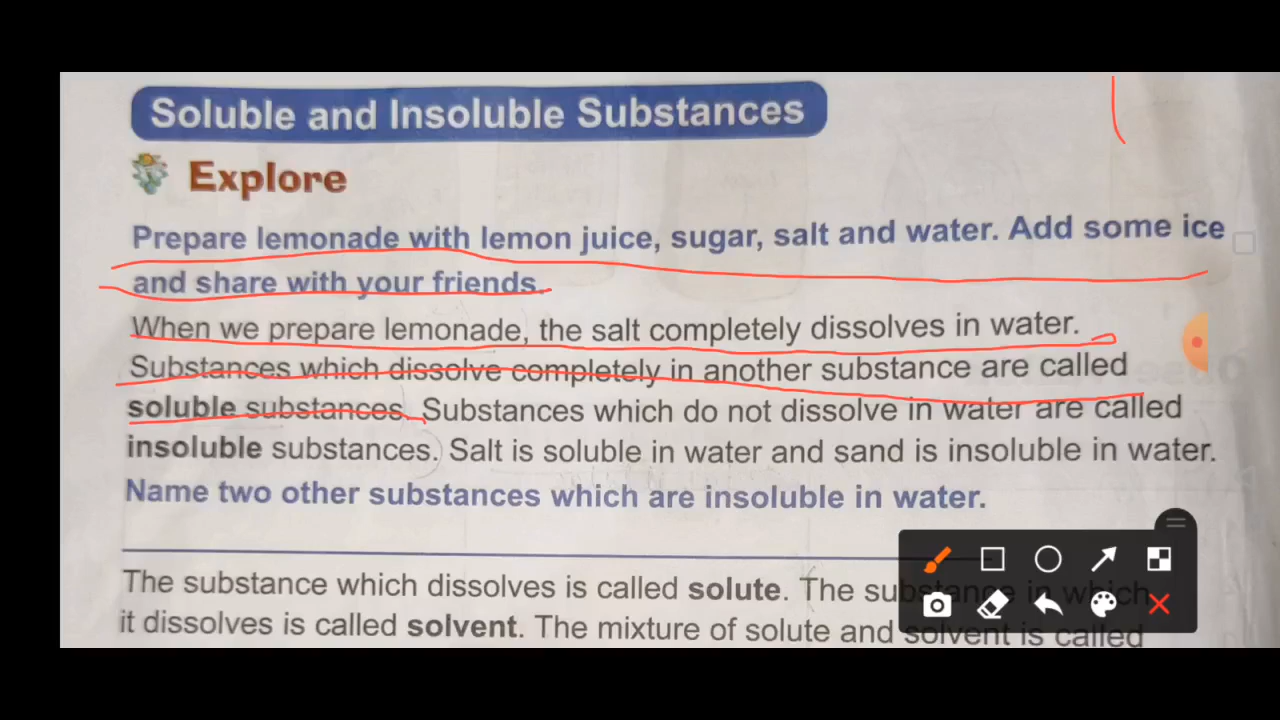 Soluble and Insoluble Substances
Explore
Prepare lemonade with lemon juice, sugar, salt and water. Add some ice
and share with your friends.
When we prepare lemonade, the salt completely dissolves in water.
Substances which dissolve completely in another substance are called
soluble substances. Substances which do not dissolve in water are called
insoluble substances. Salt is soluble in water and sand is insoluble in water.
Name two other substances which are insoluble in water.
The substance which dissolves is called solute. The substance in which
it dissolves is called solvent. The mixture of solute and solvent is called